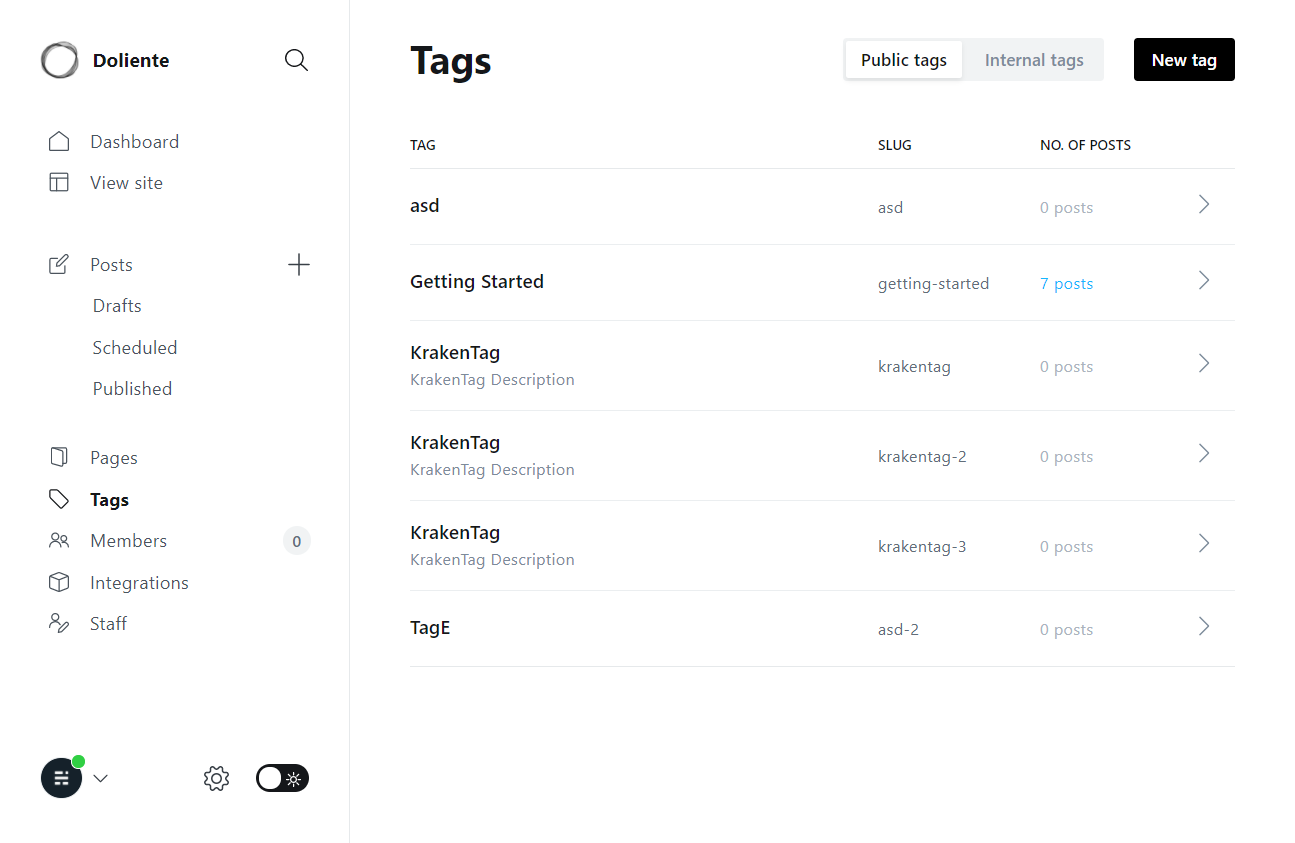 Doliente
Dashboard
View site
Posts
Drafts
Scheduled
Published
Pages
Tags
Members 0
Integrations
Staff
Tags
Public tags Internal tags New tag
TAG SLUG NO. OF POSTS
asd asd 0 posts
Getting Started getting-started 7 posts
KrakenTag
KrakenTag Description krakentag 0 posts
KrakenTag
KrakenTag Description krakentag-2 0 posts
KrakenTag
KrakenTag Description krakentag-3 0 posts
TagE asd-2 0 posts